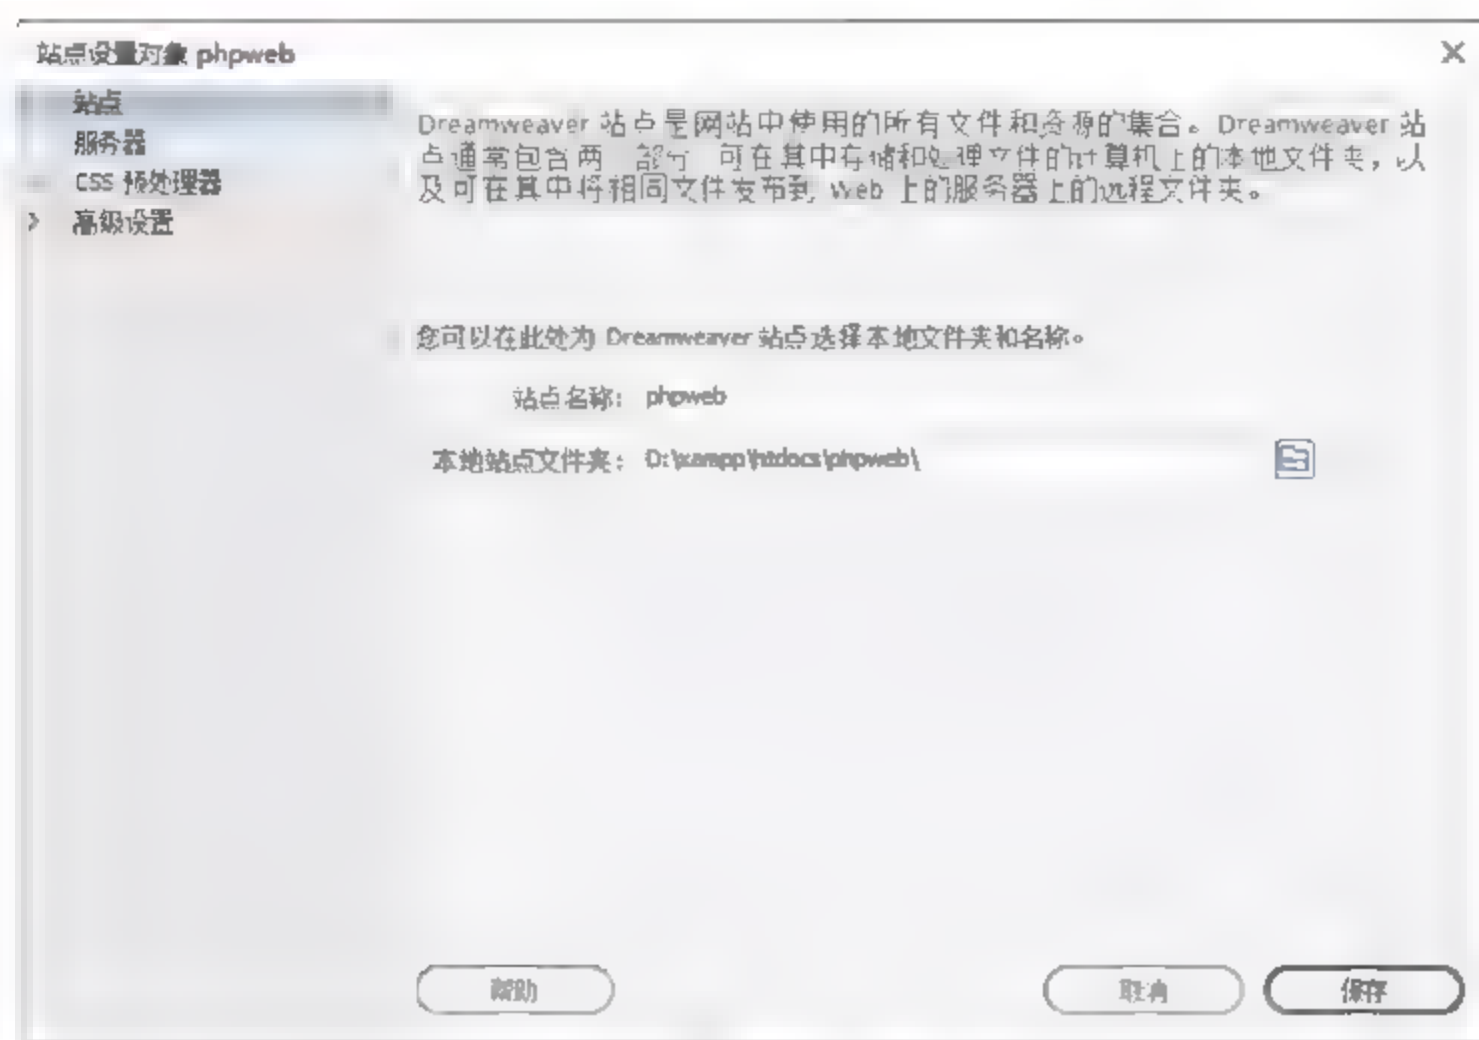 站点设置对象 phpweb
站点
服务器
CSS 预处理器
高级设置
Dreamweaver 站点是网站中使用的所有文件和资源的集合。Dreamweaver 站
点通常包含两 部分 可在其中存储和处理文件的计算机上的本地文件夹，以
及可在其中将相同文件发布到 Web 上的服务器上的远程文件夹。
您可以在此处为 Dreamweaver 站点选择本地文件夹和名称。
站点名称： phpweb
本地站点文件夹： D:\xampp\htdocs\phpweb\
帮助
取消
保存